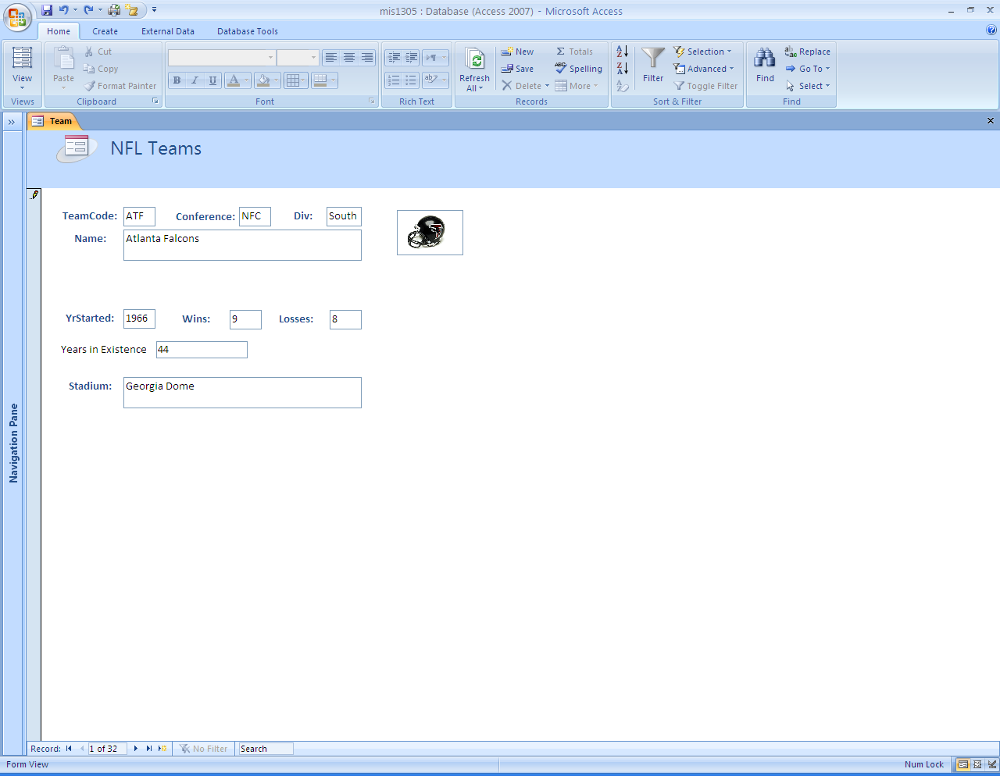 mis1305 : Database (Access 2007) - Microsoft Access
Home Create External Data Database Tools
View Paste Cut Copy Format Painter
B I U
Refresh All New Save Delete Totals Spelling More
Filter Selection Advanced Toggle Filter
Find Replace Go To Select
Views Clipboard Font Rich Text Records Sort & Filter Find
Team
NFL Teams
TeamCode: ATF Conference: NFC Div: South
Name: Atlanta Falcons
YrStarted: 1966 Wins: 9 Losses: 8
Years in Existence 44
Stadium: Georgia Dome
Navigation Pane
Record: 1 of 32 No Filter Search
Form View Num Lock